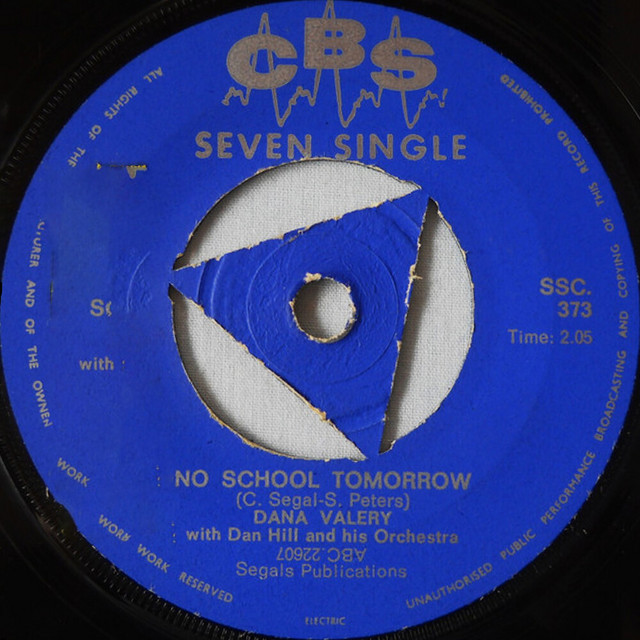 CBS
SEVEN SINGLE
SSC.
373
Time: 2.05
with
NO SCHOOL TOMORROW
(C. Segal-S. Peters)
DANA VALERY
with Dan Hill and his Orchestra
ABC 22607
Segals Publications
ELECTRIC
ALL RIGHTS OF THE
AND OF THE OWNEN
WORK
WORK WORK RESERVED
UNAUTHORISED PUBLIC PERFORMANCE BROADCASTING AND COPYING OF THIS RECORD PROHIBITED